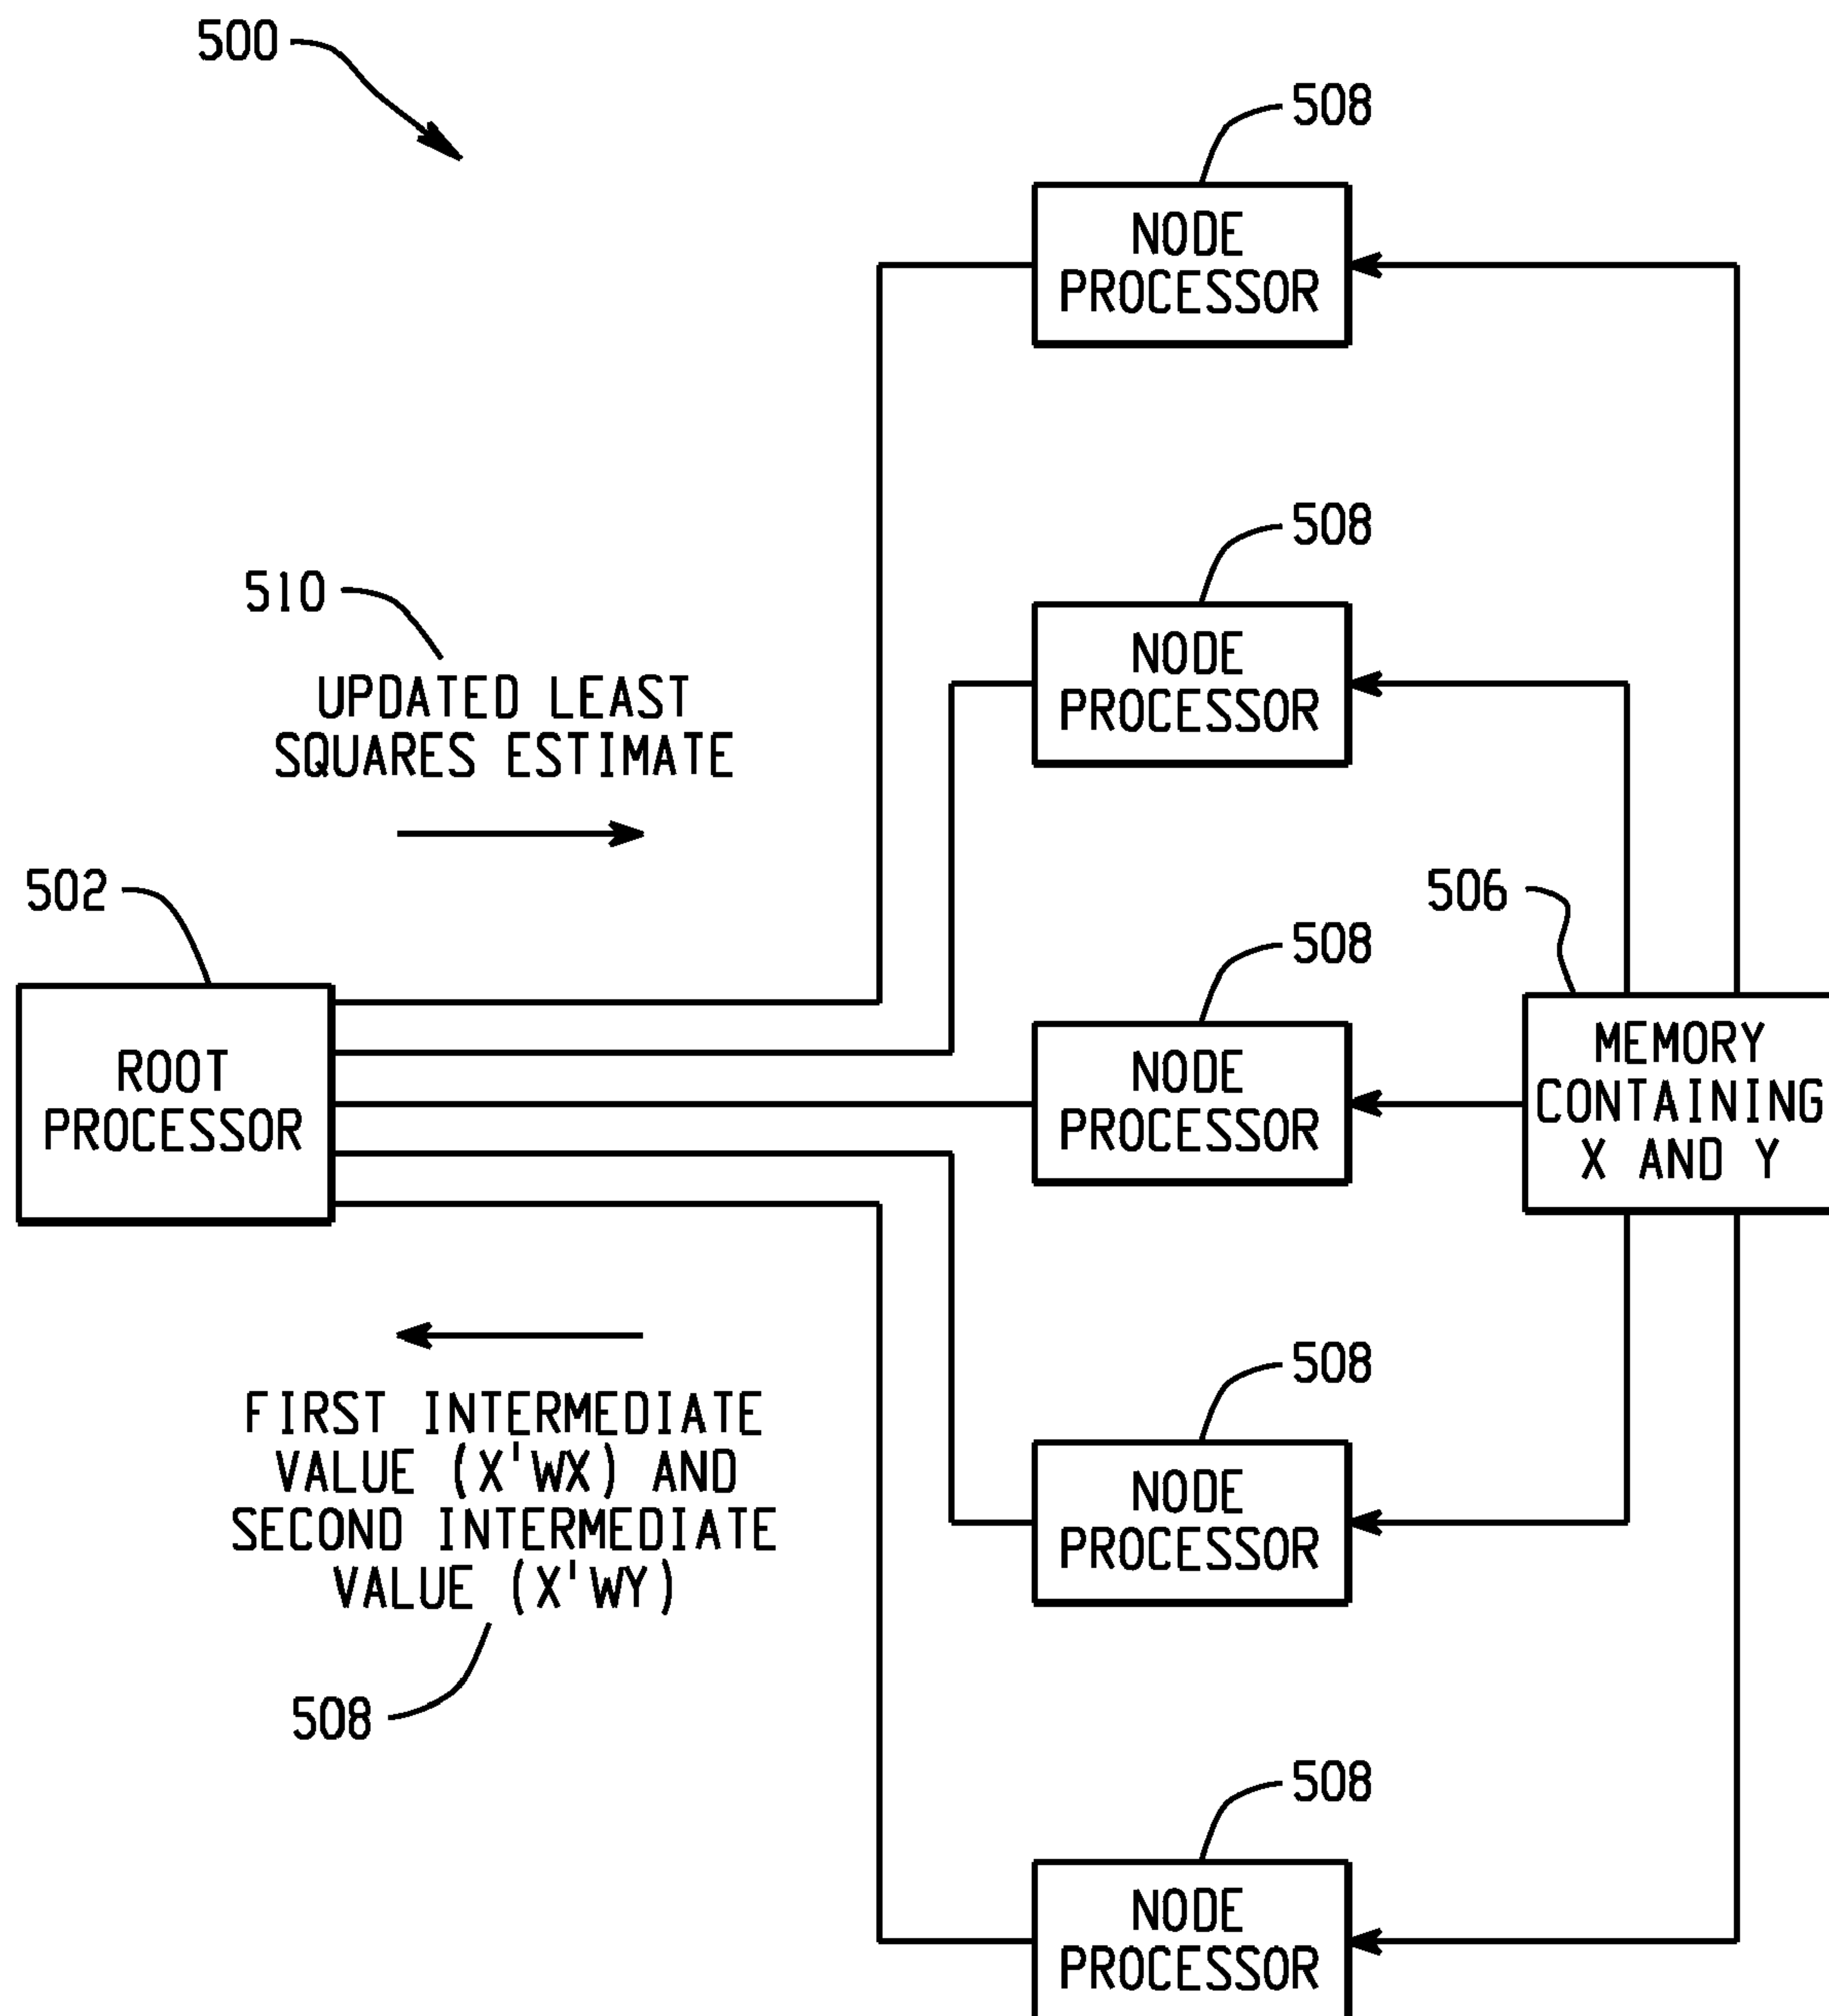 500
508
NODE
PROCESSOR
508
NODE
PROCESSOR
510
UPDATED LEAST
SQUARES ESTIMATE
502
506
508
ROOT
PROCESSOR
NODE
PROCESSOR
MEMORY
CONTAINING
X AND Y
508
NODE
PROCESSOR
FIRST INTERMEDIATE
VALUE (X'WX) AND
SECOND INTERMEDIATE
VALUE (X'WY)
508
508
NODE
PROCESSOR